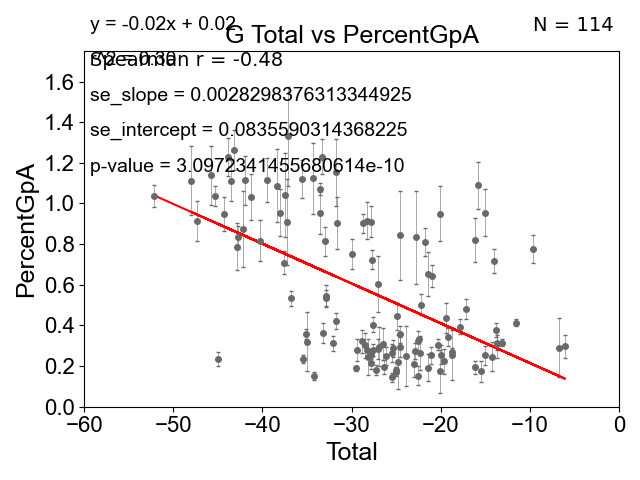 y = -0.02x + 0.02
G Total vs PercentGpA
N = 114
Spearman r = -0.48
se_slope = 0.0028298376313344925
se_intercept = 0.0835590314368225
p-value = 3.0972341455680614e-10
PercentGpA
1.6
1.4
1.2
1.0
0.8
0.6
0.4
0.2
0.0
−60 −50 −40 −30 −20 −10 0
Total